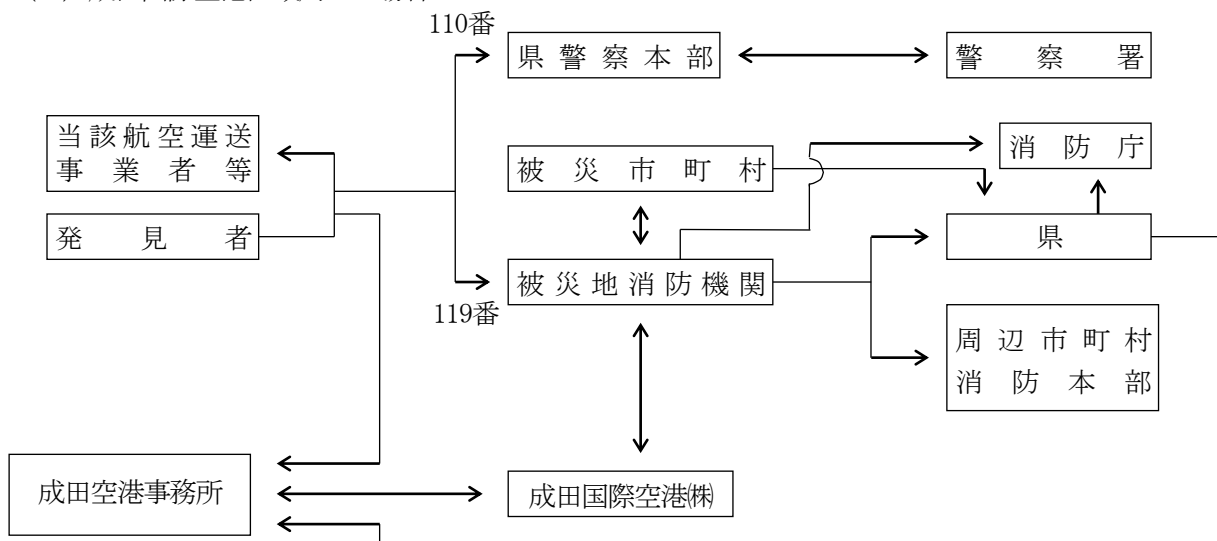 110番
県警察本部
警察署
当該航空運送
事業者等
消防庁
被災市町村
発見者
県
被災地消防機関
119番
周辺市町村
消防本部
成田空港事務所
成田国際空港㈱